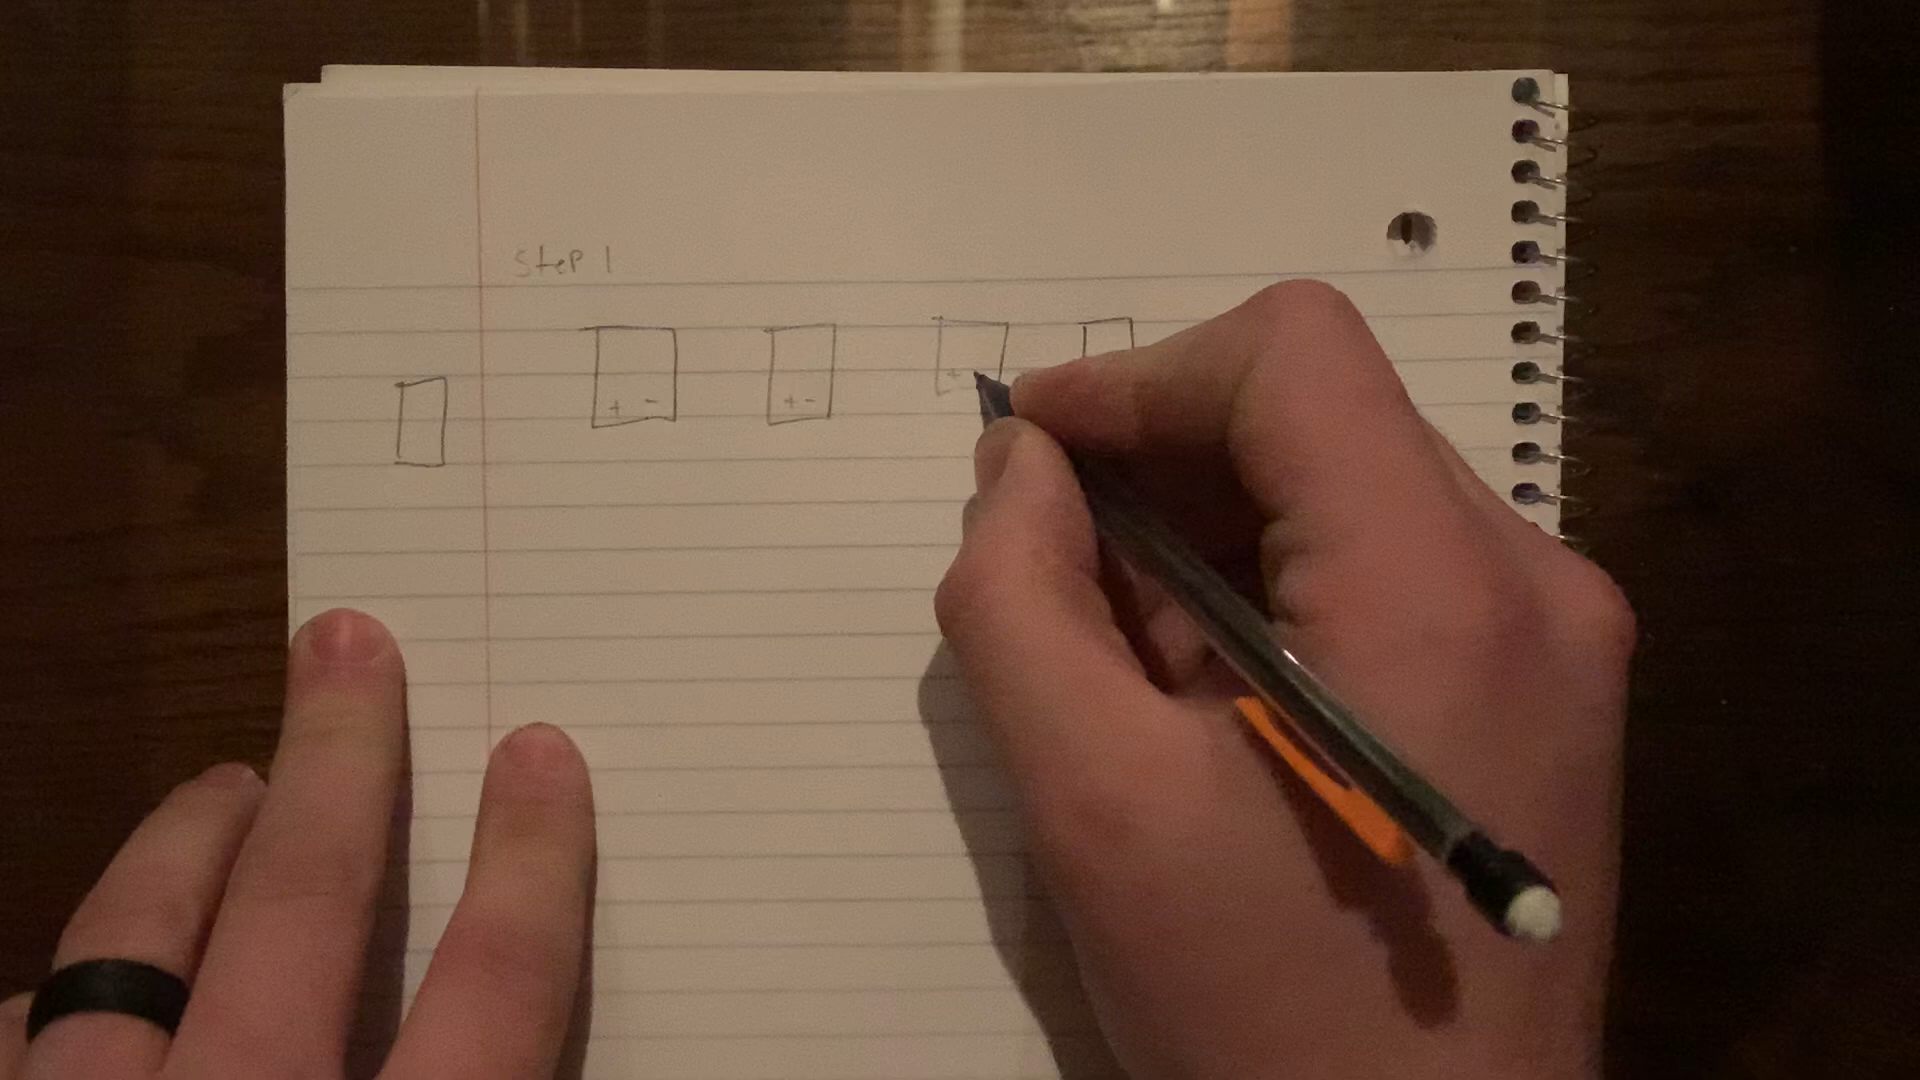 Step 1
+ - + - +